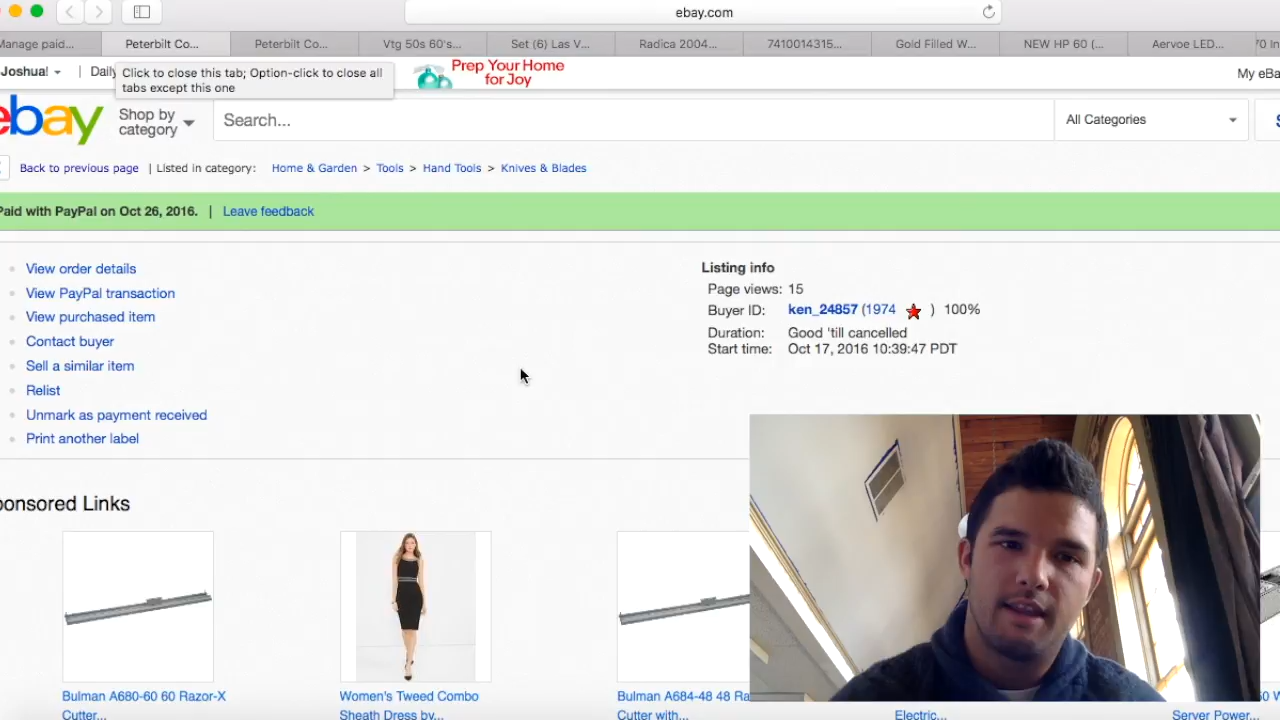 ebay.com
Manage paid...
Peterbilt Co...
Peterbilt Co...
Vtg 50s 60's...
Set (6) Las V...
Radica 2004...
7410014315...
Gold Filled W...
NEW HP 60 (...
Aervoe LED...
70 In
Joshua!
| Daily
Click to close this tab; Option-click to close all
tabs except this one
Prep Your Home
for Joy
My eBa
ebay
Shop by
category
Search...
All Categories
S
Back to previous page | Listed in category: Home & Garden > Tools > Hand Tools > Knives & Blades
Paid with PayPal on Oct 26, 2016. | Leave feedback
View order details
View PayPal transaction
View purchased item
Contact buyer
Sell a similar item
Relist
Unmark as payment received
Print another label
Listing info
Page views: 15
Buyer ID: ken_24857 (1974 ) 100%
Duration: Good 'till cancelled
Start time: Oct 17, 2016 10:39:47 PDT
ponsored Links
Bulman A680-60 60 Razor-X
Cutter...
Women's Tweed Combo
Sheath Dress by...
Bulman A684-48 48 Ra
Cutter with...
Electric...
Server Power...